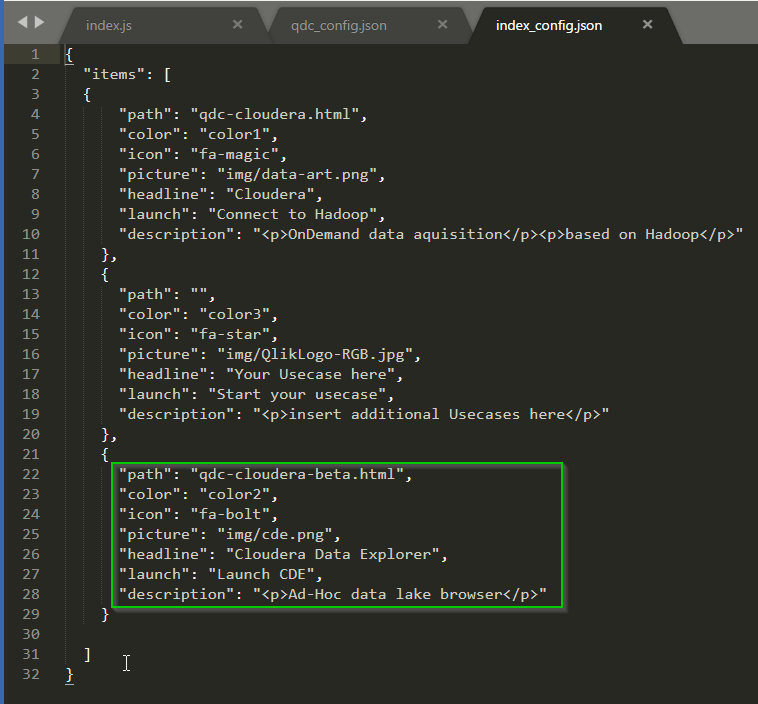 index.js
qdc_config.json
index_config.json
1 {
2 "items": [
3 {
4 "path": "qdc-cloudera.html",
5 "color": "color1",
6 "icon": "fa-magic",
7 "picture": "img/data-art.png",
8 "headline": "Cloudera",
9 "launch": "Connect to Hadoop",
10 "description": "<p>OnDemand data aquisition</p><p>based on Hadoop</p>"
11 },
12 {
13 "path": "",
14 "color": "color3",
15 "icon": "fa-star",
16 "picture": "img/QlikLogo-RGB.jpg",
17 "headline": "Your Usecase here",
18 "launch": "Start your usecase",
19 "description": "<p>insert additional Usecases here</p>"
20 },
21 {
22 "path": "qdc-cloudera-beta.html",
23 "color": "color2",
24 "icon": "fa-bolt",
25 "picture": "img/cde.png",
26 "headline": "Cloudera Data Explorer",
27 "launch": "Launch CDE",
28 "description": "<p>Ad-Hoc data lake browser</p>"
29 }
30
31 ]
32 }